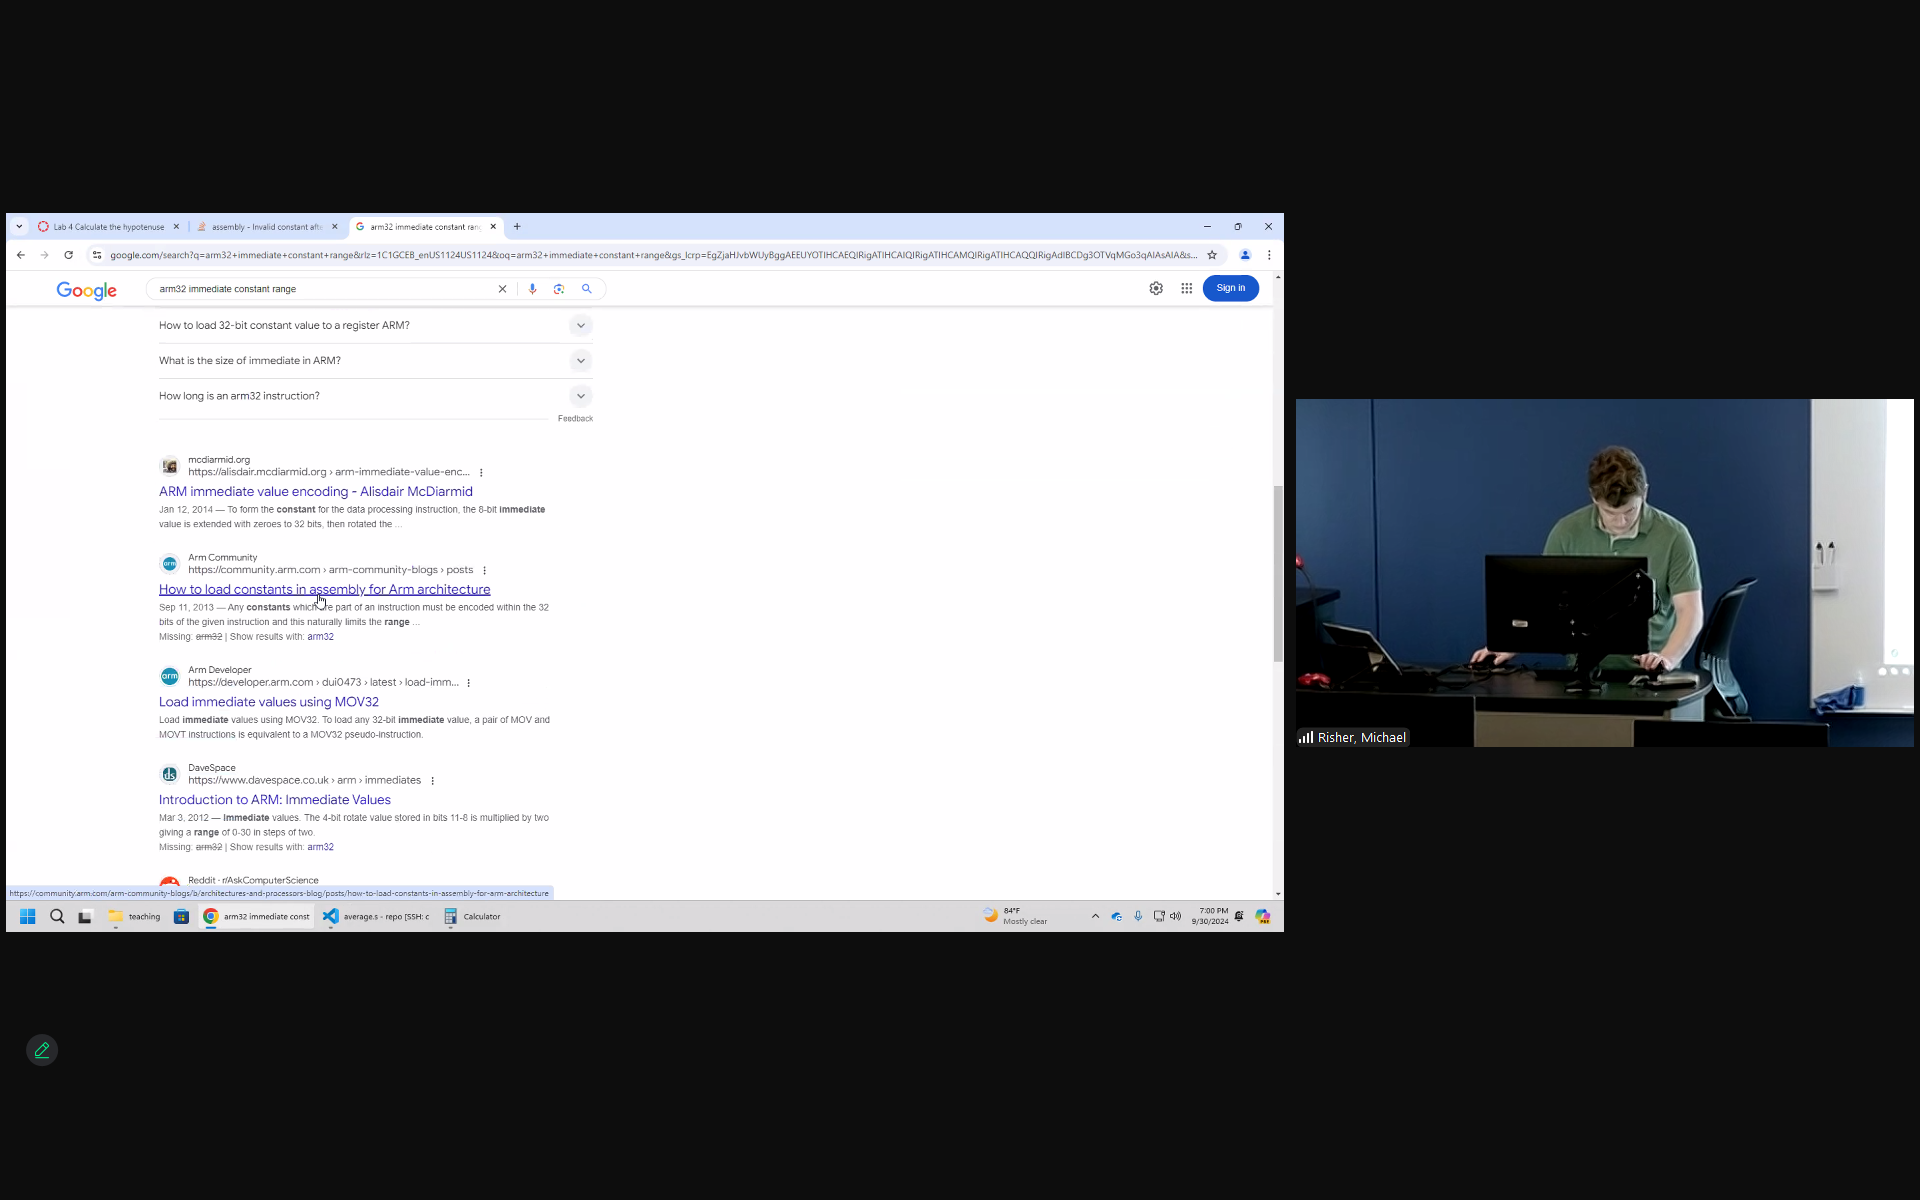 Lab 4 Calculate the hypotenuse
assembly - Invalid constant aft
arm32 immediate constant ran
google.com/search?q=arm32+immediate+constant+range&rlz=1C1GCEB_enUS1124US1124&oq=arm32+immediate+constant+range&gs_lcrp=EgZjaHJvbWUyBggAEEUYOTIHCAEQIRigATIHCAIQIRigATIHCAMQIRigATIHCAQQIRigAdIBCDg3OTVqMGo3qAIAsAIA&s...
Google
arm32 immediate constant range
Sign in
How to load 32-bit constant value to a register ARM?
What is the size of immediate in ARM?
How long is an arm32 instruction?
Feedback
mcdiarmid.org
https://alisdair.mcdiarmid.org › arm-immediate-value-enc...
ARM immediate value encoding - Alisdair McDiarmid
Jan 12, 2014 — To form the constant for the data processing instruction, the 8-bit immediate
value is extended with zeroes to 32 bits, then rotated the ...
Arm Community
https://community.arm.com › arm-community-blogs › posts
How to load constants in assembly for Arm architecture
Sep 11, 2013 — Any constants which are part of an instruction must be encoded within the 32
bits of the given instruction and this naturally limits the range ...
Missing: arm32 | Show results with: arm32
Arm Developer
https://developer.arm.com › dui0473 › latest › load-imm...
Load immediate values using MOV32
Load immediate values using MOV32. To load any 32-bit immediate value, a pair of MOV and
MOVT instructions is equivalent to a MOV32 pseudo-instruction.
DaveSpace
https://www.davespace.co.uk › arm › immediates
Introduction to ARM: Immediate Values
Mar 3, 2012 — Immediate values. The 4-bit rotate value stored in bits 11-8 is multiplied by two
giving a range of 0-30 in steps of two.
Missing: arm32 | Show results with: arm32
Reddit · r/AskComputerScience
https://community.arm.com/arm-community-blogs/b/architectures-and-processors-blog/posts/how-to-load-constants-in-assembly-for-arm-architecture
teaching
arm32 immediate const
average.s - repo [SSH: c
Calculator
84°F
Mostly clear
7:00 PM
9/30/2024
Risher, Michael